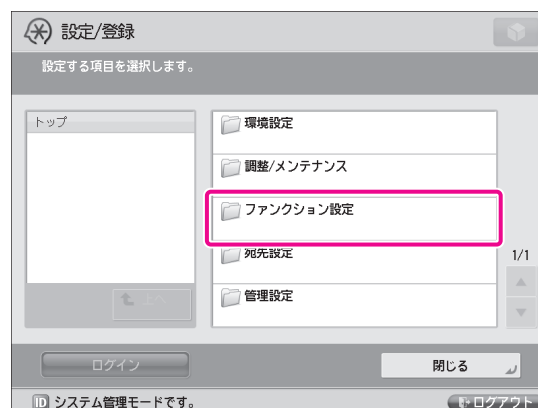 設定/登録
設定する項目を選択します。
トップ
環境設定
調整/メンテナンス
ファンクション設定
宛先設定
管理設定
1/1
上へ
ログイン
閉じる
ID システム管理モードです。
ログアウト